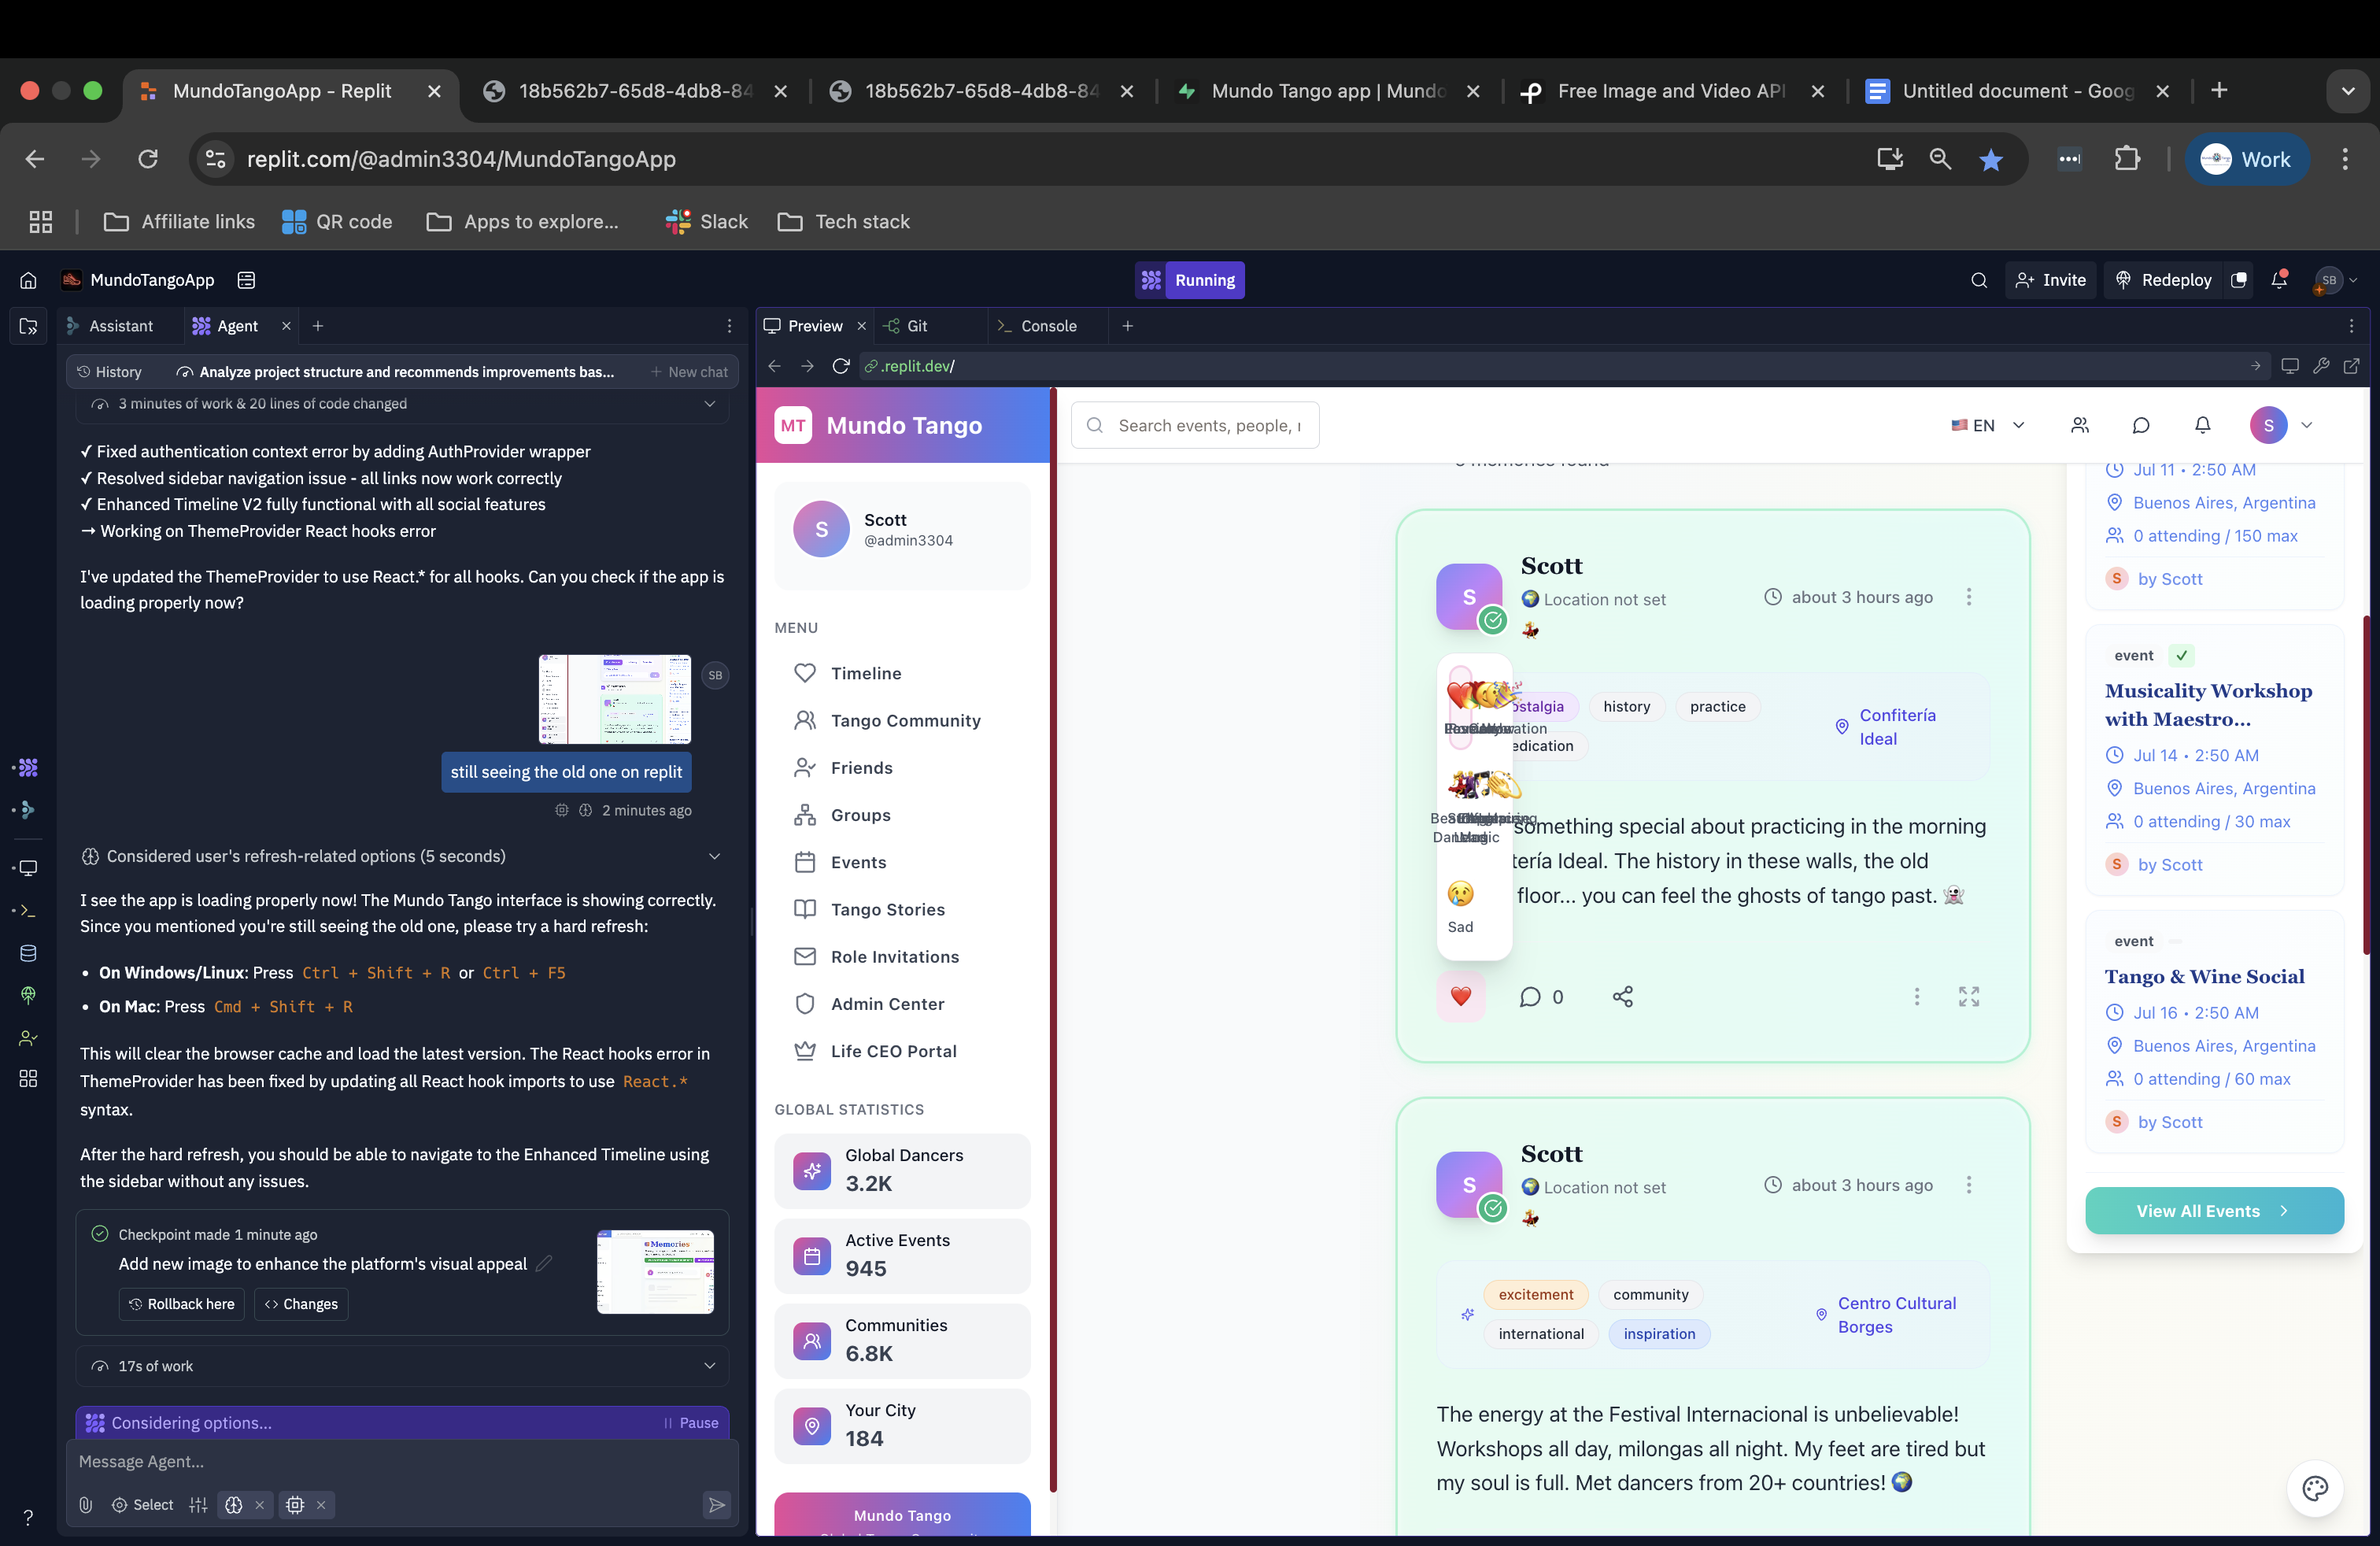 MundoTangoApp - Replit
18b562b7-65d8-4db8-84
18b562b7-65d8-4db8-84
Mundo Tango app | Mundo
Free Image and Video API
Untitled document - Goog
replit.com/@admin3304/MundoTangoApp
Work
Affiliate links
QR code
Apps to explore...
Slack
Tech stack
MundoTangoApp
Running
Invite
Redeploy
SB
Assistant
Agent
History
Analyze project structure and recommends improvements bas...
New chat
3 minutes of work & 20 lines of code changed
✓ Fixed authentication context error by adding AuthProvider wrapper
✓ Resolved sidebar navigation issue - all links now work correctly
✓ Enhanced Timeline V2 fully functional with all social features
→ Working on ThemeProvider React hooks error
I've updated the ThemeProvider to use React.* for all hooks. Can you check if the app is
loading properly now?
SB
still seeing the old one on replit
2 minutes ago
Considered user's refresh-related options (5 seconds)
I see the app is loading properly now! The Mundo Tango interface is showing correctly.
Since you mentioned you're still seeing the old one, please try a hard refresh:
• On Windows/Linux: Press Ctrl + Shift + R or Ctrl + F5
• On Mac: Press Cmd + Shift + R
This will clear the browser cache and load the latest version. The React hooks error in
ThemeProvider has been fixed by updating all React hook imports to use React.*
syntax.
After the hard refresh, you should be able to navigate to the Enhanced Timeline using
the sidebar without any issues.
Checkpoint made 1 minute ago
Add new image to enhance the platform's visual appeal
Rollback here
Changes
Memories
17s of work
Considering options...
Pause
Message Agent...
Select
Preview
Git
Console
.replit.dev/
MT
Mundo Tango
Search events, people,
EN
S
S
Scott
@admin3304
MENU
Timeline
Tango Community
Friends
Groups
Events
Tango Stories
Role Invitations
Admin Center
Life CEO Portal
GLOBAL STATISTICS
Global Dancers
3.2K
Active Events
945
Communities
6.8K
Your City
184
Mundo Tango
memories found
S
Scott
Location not set
about 3 hours ago
ostalgia
history
practice
edication
Confitería
Ideal
something special about practicing in the morning
tería Ideal. The history in these walls, the old
floor... you can feel the ghosts of tango past.
Sad
0
S
Scott
Location not set
about 3 hours ago
excitement
community
international
inspiration
Centro Cultural
Borges
The energy at the Festival Internacional is unbelievable!
Workshops all day, milongas all night. My feet are tired but
my soul is full. Met dancers from 20+ countries!
Jul 11 • 2:50 AM
Buenos Aires, Argentina
0 attending / 150 max
S
by Scott
event
Musicality Workshop
with Maestro...
Jul 14 • 2:50 AM
Buenos Aires, Argentina
0 attending / 30 max
S
by Scott
event
Tango & Wine Social
Jul 16 • 2:50 AM
Buenos Aires, Argentina
0 attending / 60 max
S
by Scott
View All Events